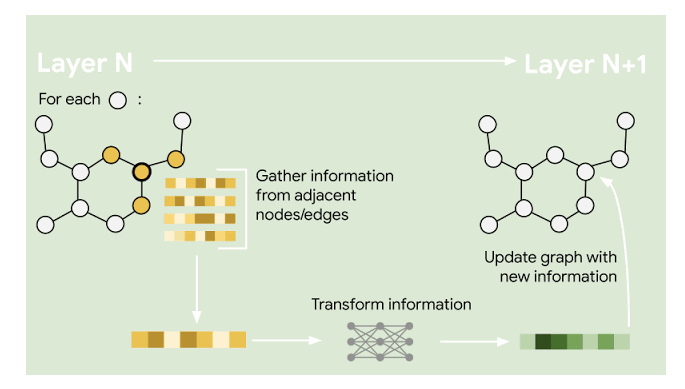 Layer N
Layer N+1
For each :
Gather information
from adjacent
nodes/edges
Update graph with
new information
Transform information